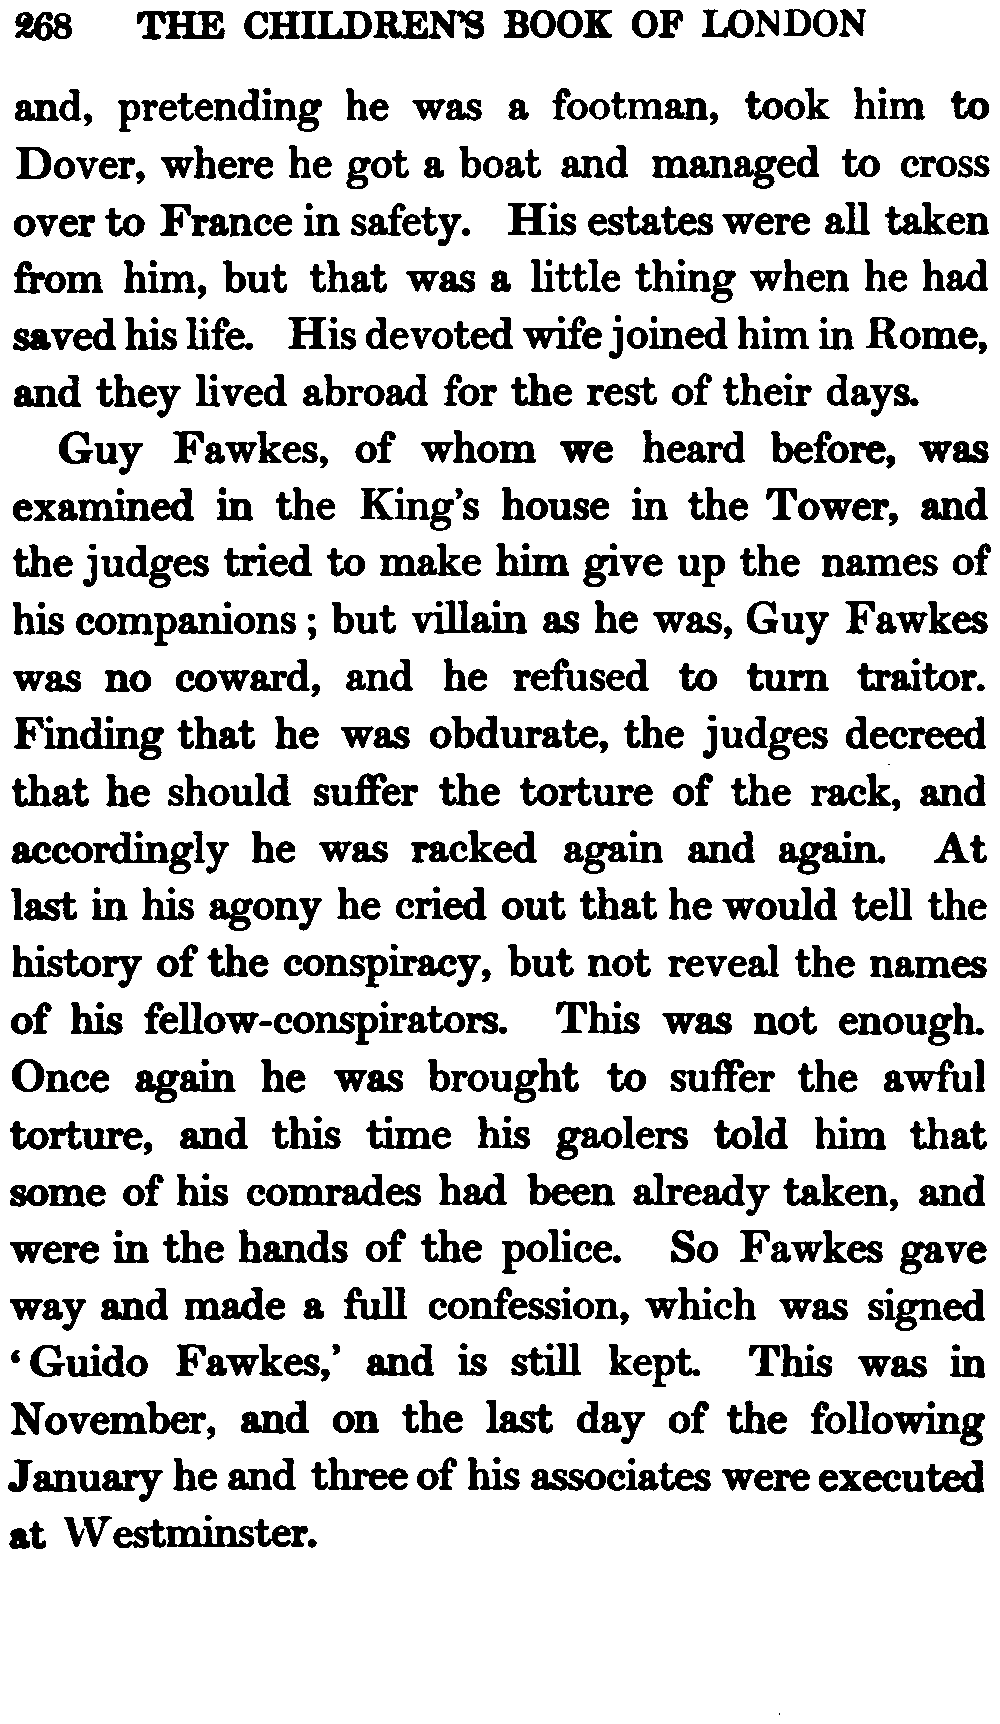 268 THE CHILDREN'S BOOK OF LONDON
and, pretending he was a footman, took him to
Dover, where he got a boat and managed to cross
over to France in safety. His estates were all taken
from him, but that was a little thing when he had
saved his life. His devoted wife joined him in Rome,
and they lived abroad for the rest of their days.
Guy Fawkes, of whom we heard before, was
examined in the King's house in the Tower, and
the judges tried to make him give up the names of
his companions ; but villain as he was, Guy Fawkes
was no coward, and he refused to turn traitor.
Finding that he was obdurate, the judges decreed
that he should suffer the torture of the rack, and
accordingly he was racked again and again. At
last in his agony he cried out that he would tell the
history of the conspiracy, but not reveal the names
of his fellow-conspirators. This was not enough.
Once again he was brought to suffer the awful
torture, and this time his gaolers told him that
some of his comrades had been already taken, and
were in the hands of the police. So Fawkes gave
way and made a full confession, which was signed
‘Guido Fawkes,’ and is still kept. This was in
November, and on the last day of the following
January he and three of his associates were executed
at Westminster.